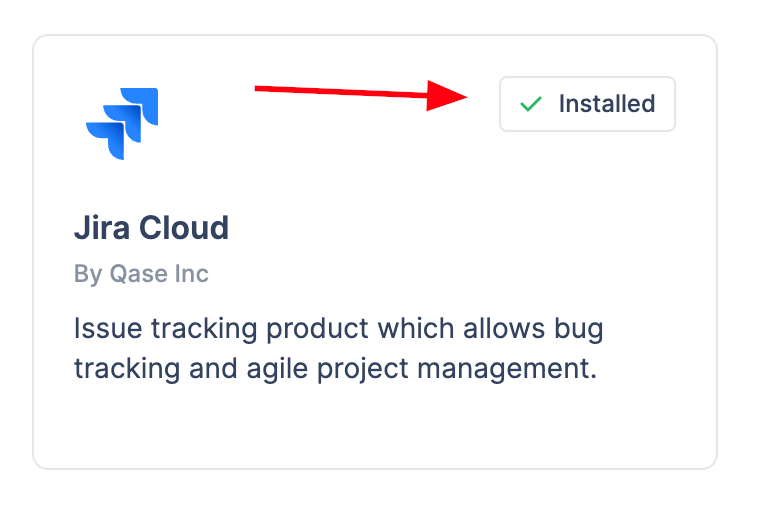 Installed
Jira Cloud
By Qase Inc
Issue tracking product which allows bug
tracking and agile project management.